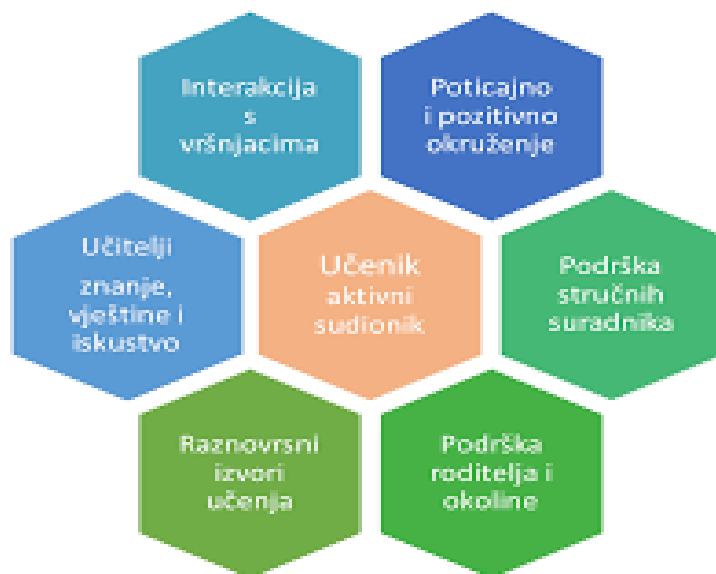 Interakcija
s
vršnjacima
Poticajno
i pozitivno
okruženje
Učitelji
znanje,
vještine i
iskustvo
Učenik
aktivni
sudionik
Podrška
stručnih
suradnika
Raznovrsni
izvori
učenja
Podrška
roditelja i
okoline